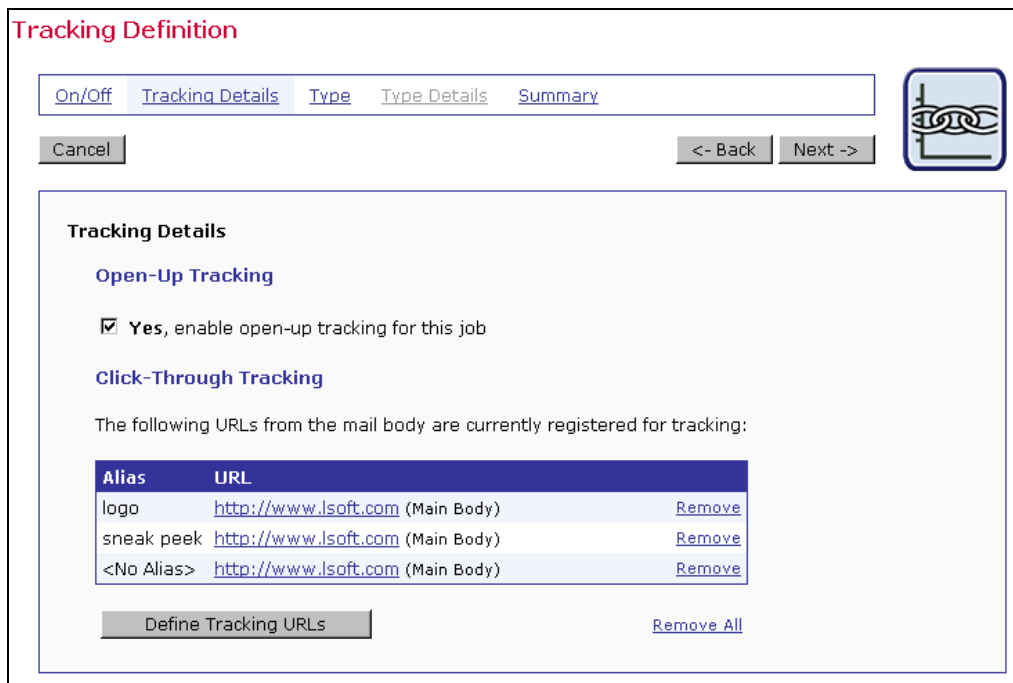 Tracking Definition
On/Off Tracking Details Type Type Details Summary
Cancel <- Back Next ->
Tracking Details
Open-Up Tracking
Yes, enable open-up tracking for this job
Click-Through Tracking
The following URLs from the mail body are currently registered for tracking:
Alias URL
logo http://www.lsoft.com (Main Body) Remove
sneak peek http://www.lsoft.com (Main Body) Remove
<No Alias> http://www.lsoft.com (Main Body) Remove
Define Tracking URLs Remove All